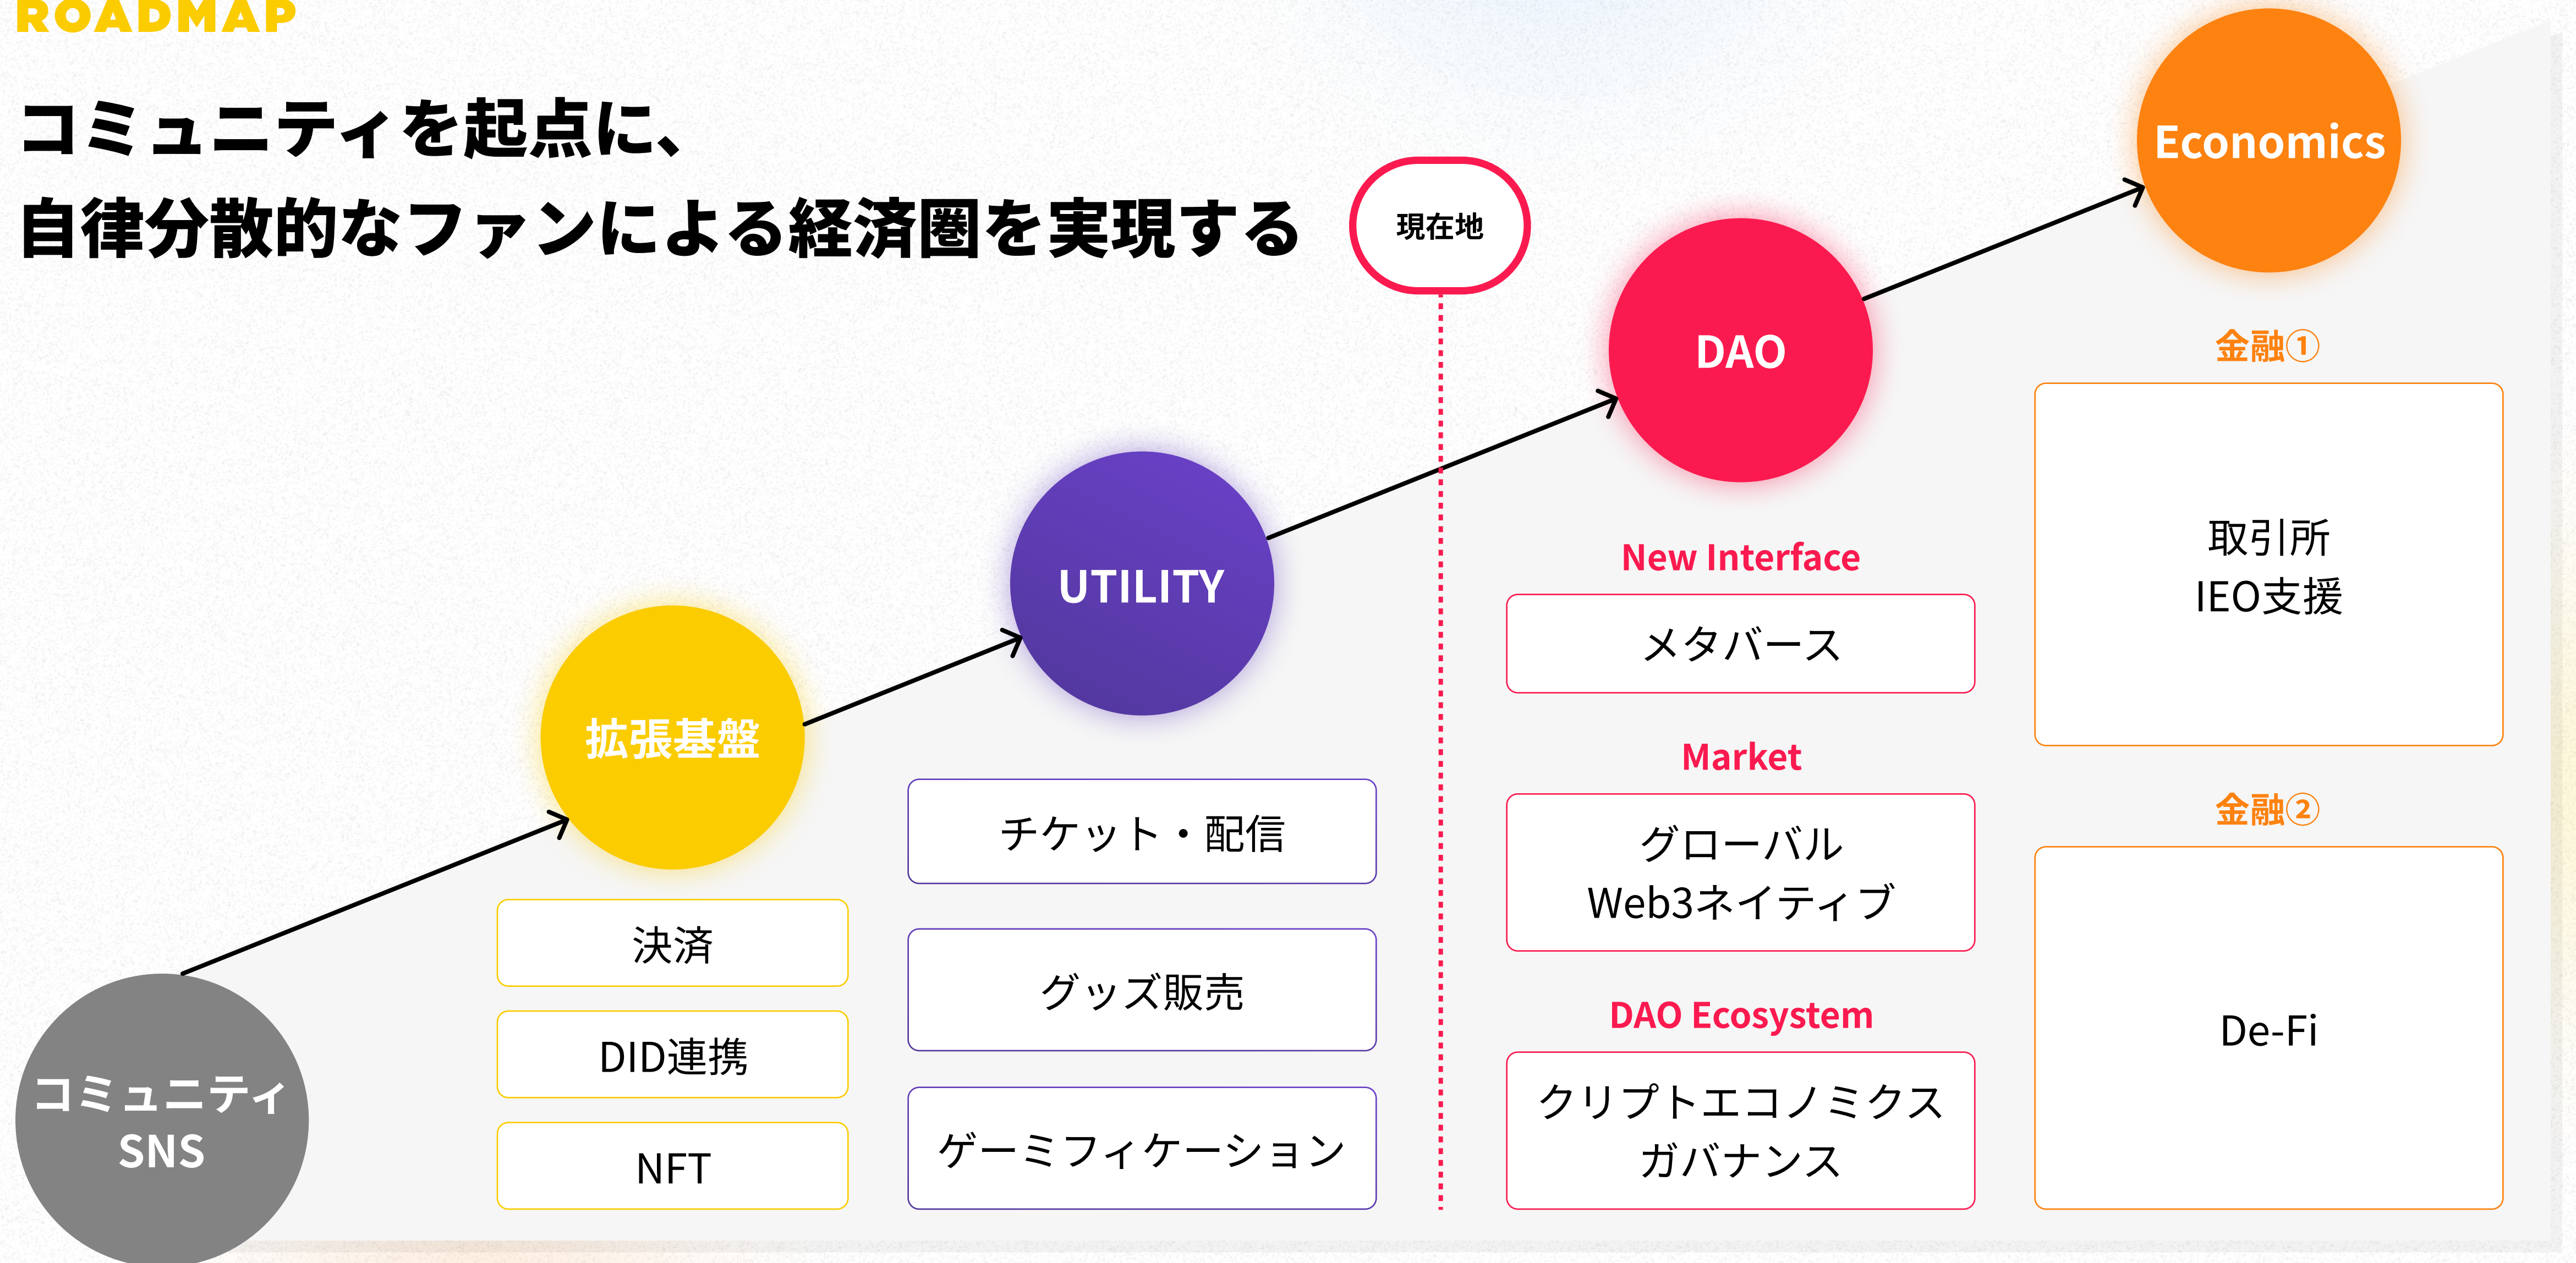 ROADMAP
コミュニティを起点に、
自律分散的なファンによる経済圏を実現する
コミュニティ
SNS
拡張基盤
決済
DID連携
NFT
UTILITY
チケット・配信
グッズ販売
ゲーミフィケーション
現在地
DAO
New Interface
メタバース
Market
グローバル
Web3ネイティブ
DAO Ecosystem
クリプトエコノミクス
ガバナンス
Economics
金融①
取引所
IEO支援
金融②
De-Fi